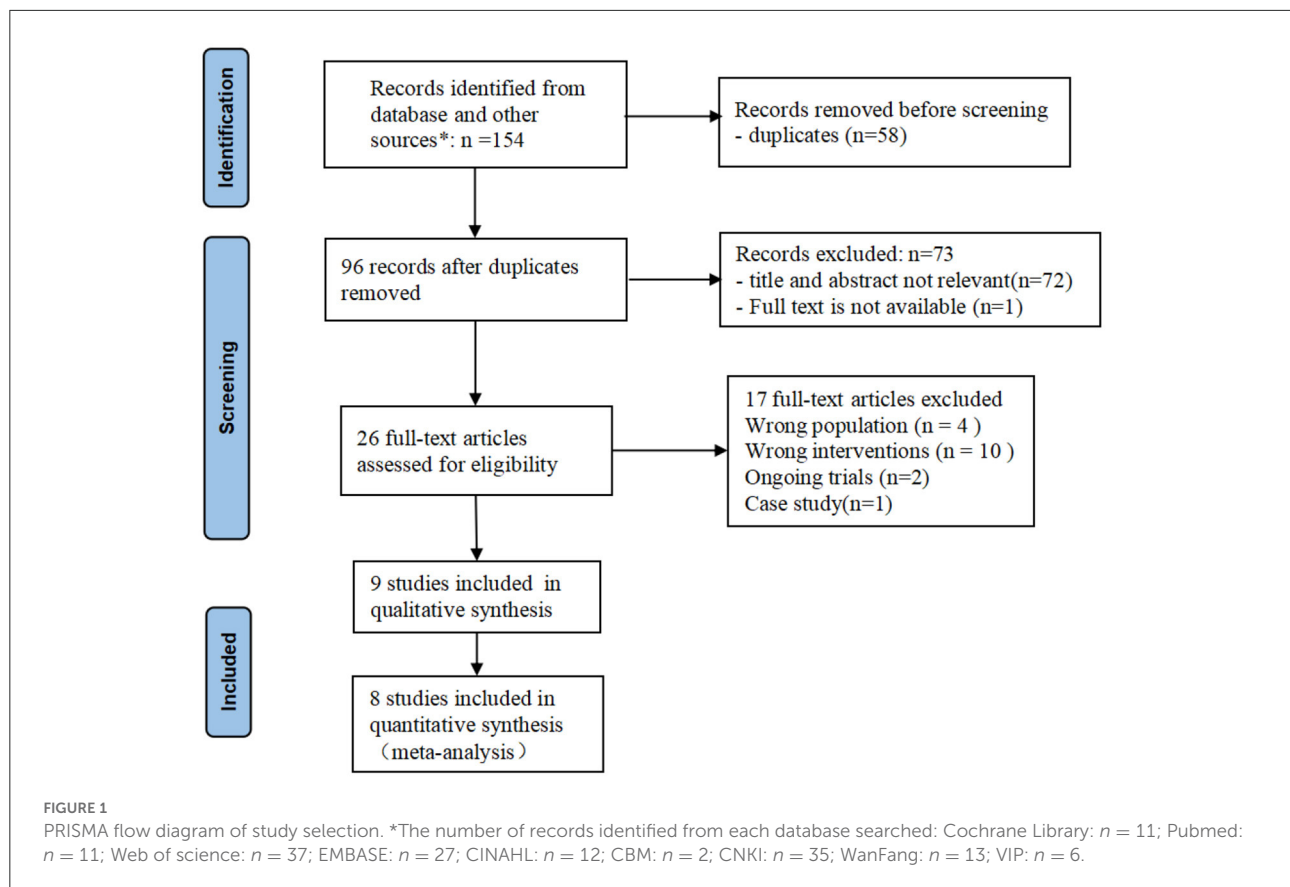 Identification
Records identified from
database and other
sources*: n =154
Records removed before screening
- duplicates (n=58)
Screening
96 records after duplicates
removed
Records excluded: n=73
- title and abstract not relevant(n=72)
- Full text is not available (n=1)
26 full-text articles
assessed for eligibility
17 full-text articles excluded
Wrong population (n = 4 )
Wrong interventions (n = 10 )
Ongoing trials (n=2)
Case study(n=1)
Included
9 studies included in
qualitative synthesis
8 studies included in
quantitative synthesis
（meta-analysis）
FIGURE 1
PRISMA flow diagram of study selection. *The number of records identified from each database searched: Cochrane Library: n = 11; Pubmed:
n = 11; Web of science: n = 37; EMBASE: n = 27; CINAHL: n = 12; CBM: n = 2; CNKI: n = 35; WanFang: n = 13; VIP: n = 6.